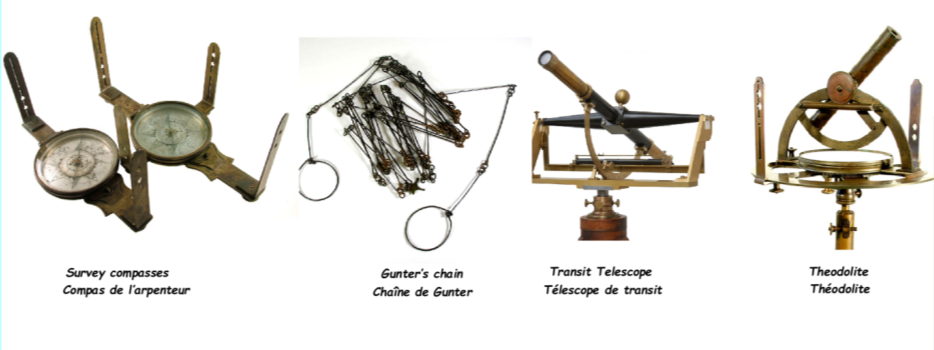 Survey compasses
Compas de l'arpenteur
Gunter's chain
Chaîne de Gunter
Transit Telescope
Télescope de transit
Theodolite
Théodolite